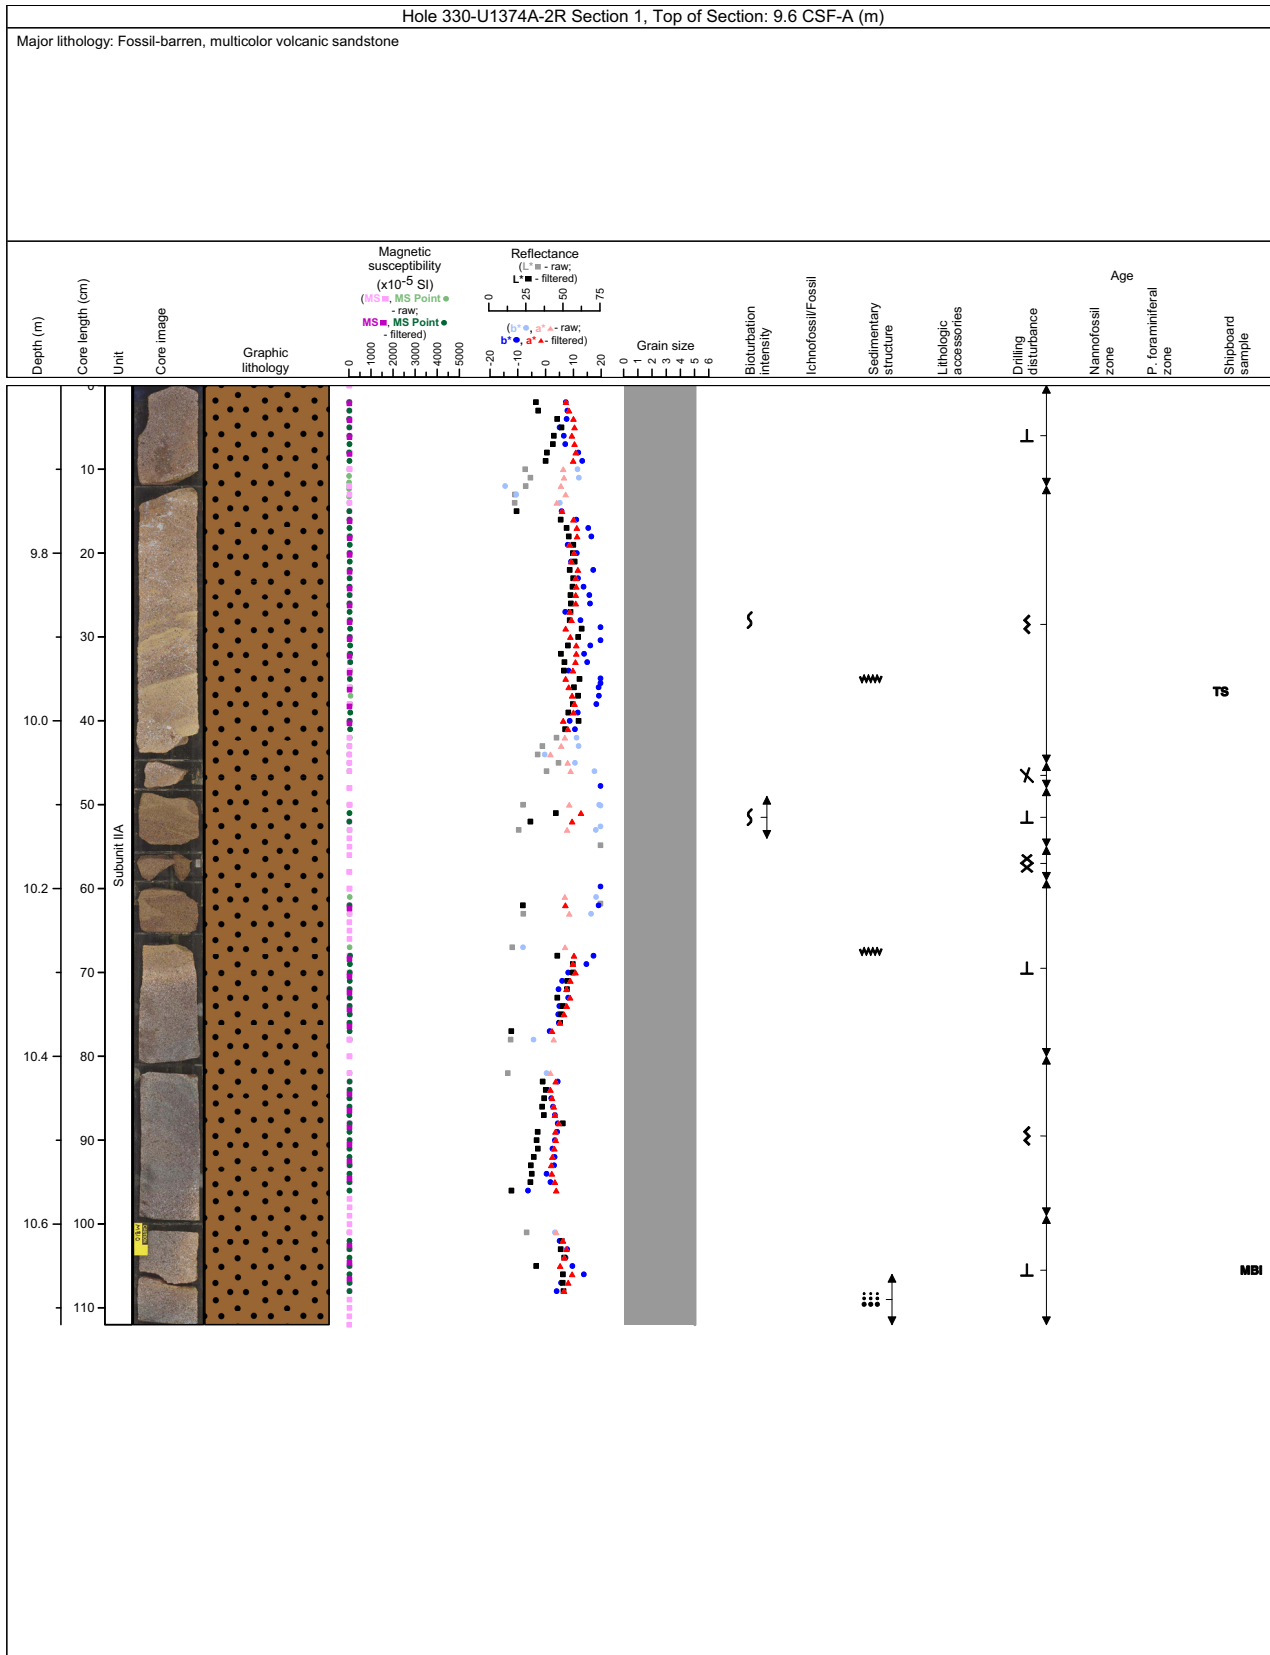 Hole 330-U1374A-2R Section 1, Top of Section: 9.6 CSF-A (m)
Major lithology: Fossil-barren, multicolor volcanic sandstone
Depth (m)
Core length (cm)
Unit
Core image
Graphic
lithology
Magnetic
susceptibility
(x10-5 SI)
(MS■, MS Point ●
- raw;
MS■, MS Point ●
- filtered)
0 1000 2000 3000 4000 5000
Reflectance
(L*■ - raw;
L*■ - filtered)
0 25 50 75
(b*●, a*▲ - raw;
b*●, a*▲ - filtered)
-20 -10 0 10 20
Grain size
0 1 2 3 4 5 6
Bioturbation
intensity
Ichnofossil/Fossil
Sedimentary
structure
Lithologic
accessories
Drilling
disturbance
Age
Nannofossil
zone
P. foraminiferal
zone
Shipboard
sample
0
10
9.8
20
30
TS
10.0
40
50
Subunit IIA
10.2
60
70
10.4
80
90
10.6
100
MBI
110